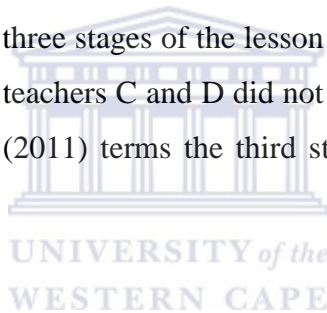 three stages of the lesson
teachers C and D did not
(2011) terms the third st
UNIVERSITY of the
WESTERN CAPE